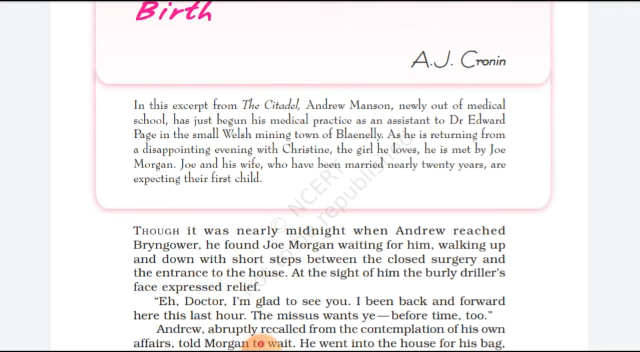 Birth
A.J. Cronin
In this excerpt from The Citadel, Andrew Manson, newly out of medical
school, has just begun his medical practice as an assistant to Dr Edward
Page in the small Welsh mining town of Blaenelly. As he is returning from
a disappointing evening with Christine, the girl he loves, he is met by Joe
Morgan. Joe and his wife, who have been married nearly twenty years, are
expecting their first child.
© NCERT
republished
THOUGH it was nearly midnight when Andrew reached
Bryngower, he found Joe Morgan waiting for him, walking up
and down with short steps between the closed surgery and
the entrance to the house. At the sight of him the burly driller's
face expressed relief.
“Eh, Doctor, I'm glad to see you. I been back and forward
here this last hour. The missus wants ye — before time, too.”
Andrew, abruptly recalled from the contemplation of his own
affairs, told Morgan to wait. He went into the house for his bag,